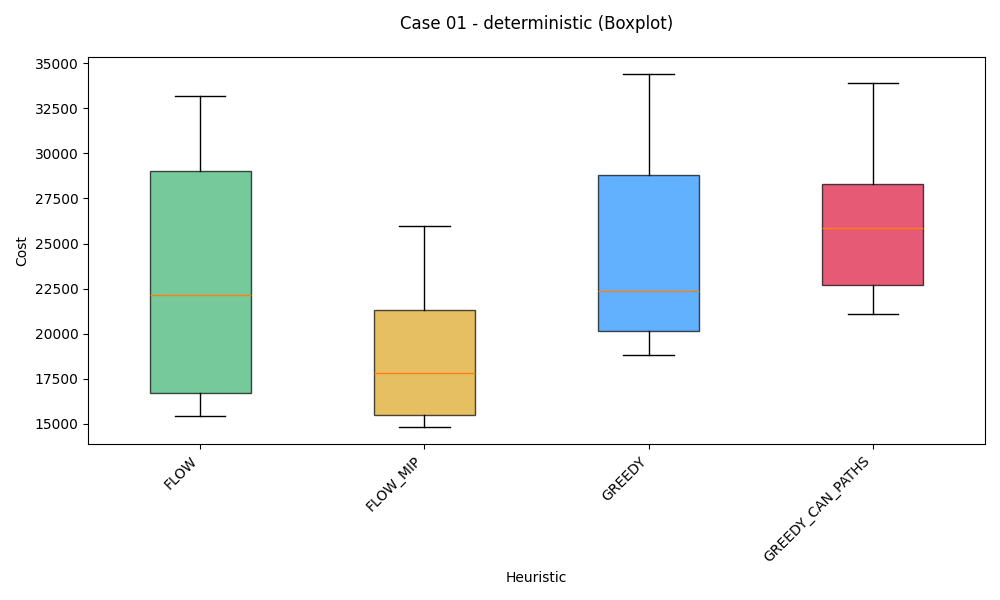 Case 01 - deterministic (Boxplot)
35000
32500
30000
27500
25000
22500
20000
17500
15000
Cost
FLOW
FLOW_MIP
GREEDY
GREEDY_CAN_PATHS
Heuristic